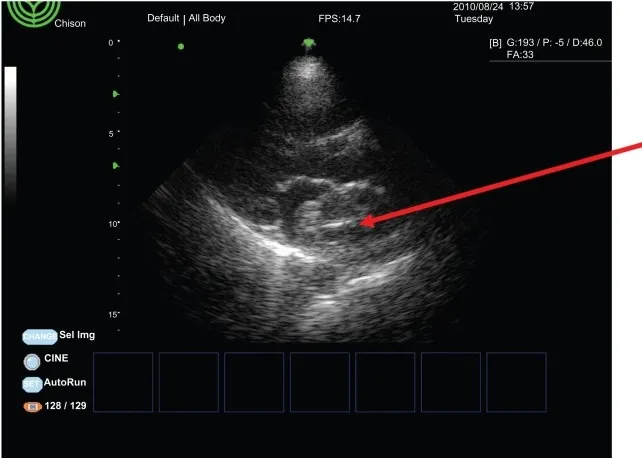 Chison
Default | All Body
FPS:14.7
2010/08/24 13:57
Tuesday
[B] G:193 / P: -5 / D:46.0
FA:33
0
5
10
15
CHANGE Sel Img
CINE
SET AutoRun
128 / 129